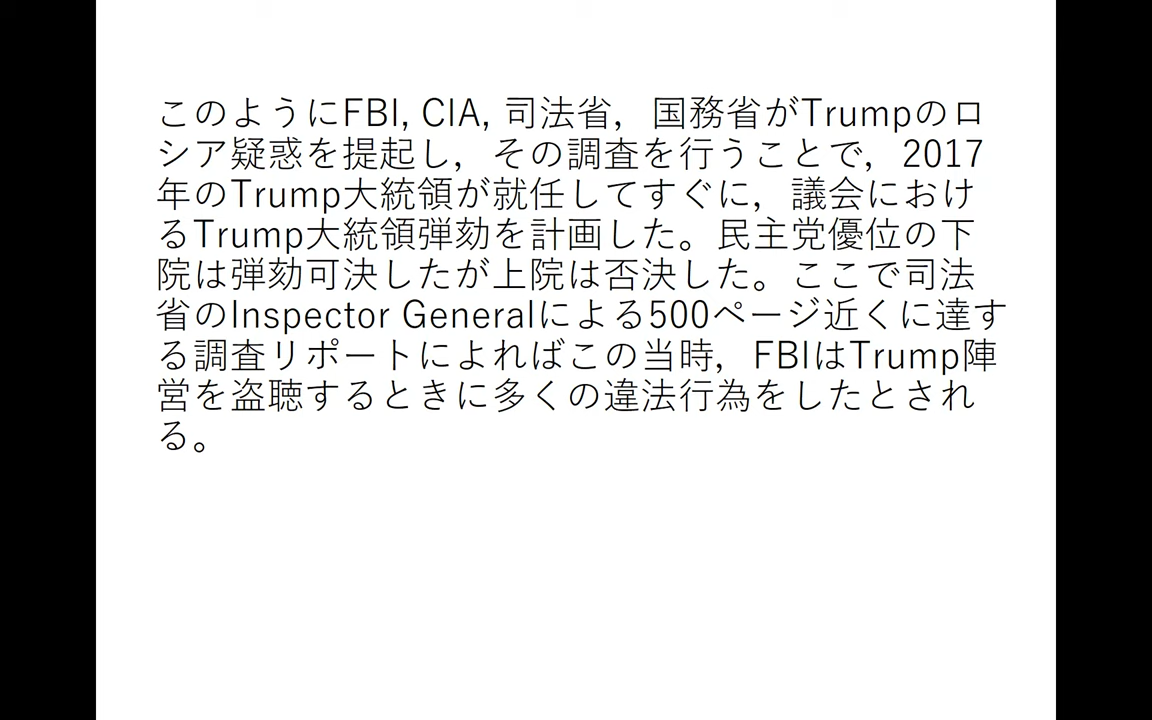 このようにFBI, CIA, 司法省，国務省がTrumpのロ
シア疑惑を提起し，その調査を行うことで，2017
年のTrump大統領が就任してすぐに，議会におけ
るTrump大統領弾劾を計画した。民主党優位の下
院は弾劾可決したが上院は否決した。ここで司法
省のInspector Generalによる500ページ近くに達す
る調査リポートによればこの当時，FBIはTrump陣
営を盗聴するときに多くの違法行為をしたとされ
る。